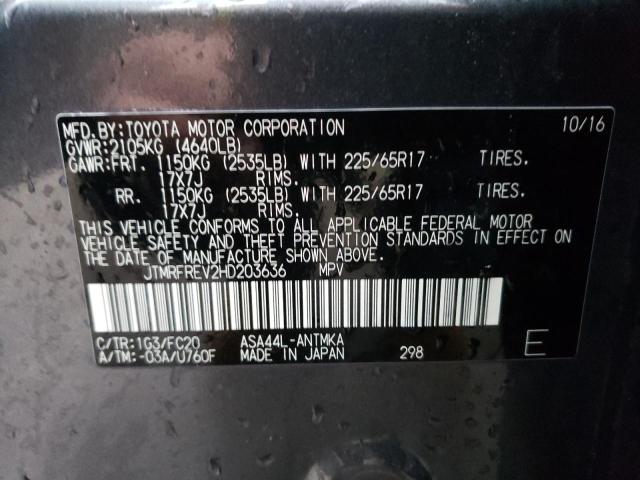 MFD.BY:TOYOTA MOTOR CORPORATION 10/16
GVWR:2105KG (4640LB)
GAWR:FRT. 1150KG (2535LB) WITH 225/65R17 TIRES.
17X7J RIMS.
RR. 1150KG (2535LB) WITH 225/65R17 TIRES.
17X7J RIMS.
THIS VEHICLE CONFORMS TO ALL APPLICABLE FEDERAL MOTOR
VEHICLE SAFETY AND THEFT PREVENTION STANDARDS IN EFFECT ON
THE DATE OF MANUFACTURE SHOWN ABOVE.
JTMRFREV2HD203636 MPV
C/TR:1G3/FC20 ASA44L-ANTMKA
A/TM:-03A/U760F MADE IN JAPAN 298 E